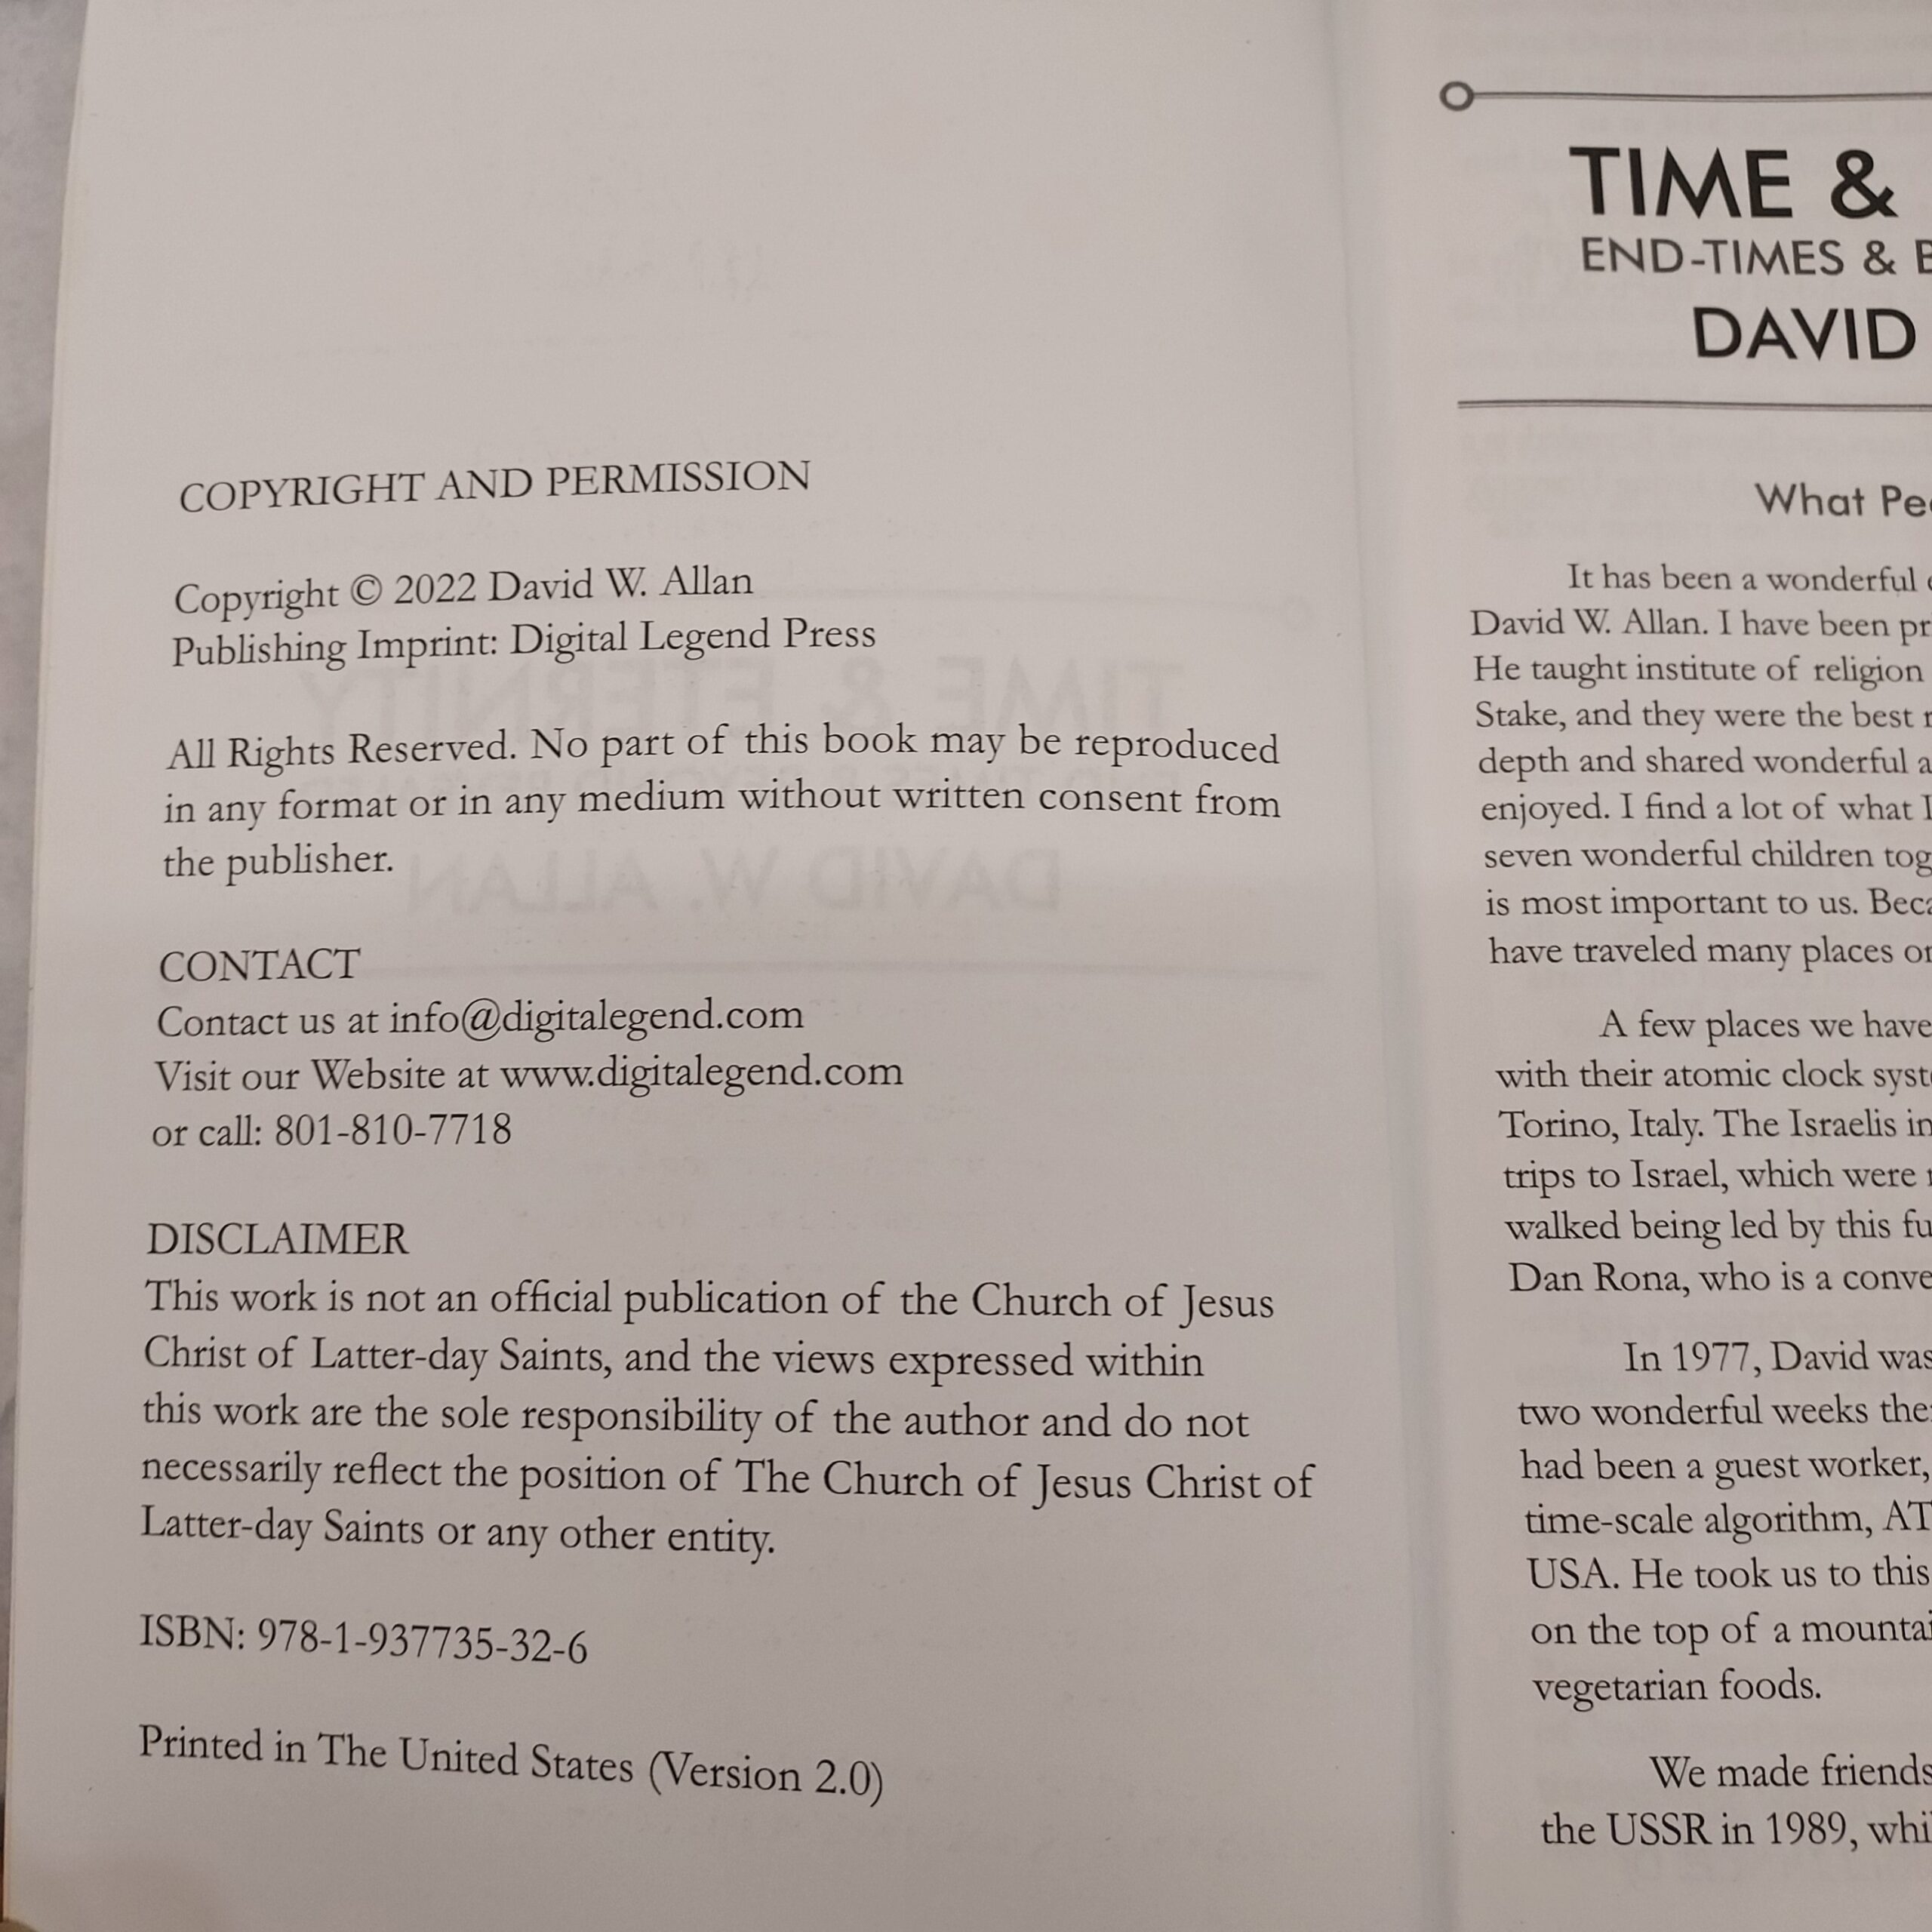 COPYRIGHT AND PERMISSION
Copyright © 2022 David W. Allan
Publishing Imprint: Digital Legend Press
All Rights Reserved. No part of this book may be reproduced
in any format or in any medium without written consent from
the publisher.
CONTACT
Contact us at info@digitalegend.com
Visit our Website at www.digitalegend.com
or call: 801-810-7718
DISCLAIMER
This work is not an official publication of the Church of Jesus
Christ of Latter-day Saints, and the views expressed within
this work are the sole responsibility of the author and do not
necessarily reflect the position of The Church of Jesus Christ of
Latter-day Saints or any other entity.
ISBN: 978-1-937735-32-6
Printed in The United States (Version 2.0)
TIME &
END-TIMES &
DAVID
What
It has been a wonderful
David W. Allan. I have been
He taught institute of religion
Stake, and they were the best
depth and shared wonderful
enjoyed. I find a lot of what I
seven wonderful children
is most important to us.
have traveled many places
A few places we have
with their atomic clock
Torino, Italy. The Israelis
trips to Israel, which were
walked being led by this
Dan Rona, who is a
In 1977, David was
two wonderful weeks
had been a guest worker,
time-scale algorithm,
USA. He took us to this
on the top of a
vegetarian foods.
We made friends
the USSR in 1989,